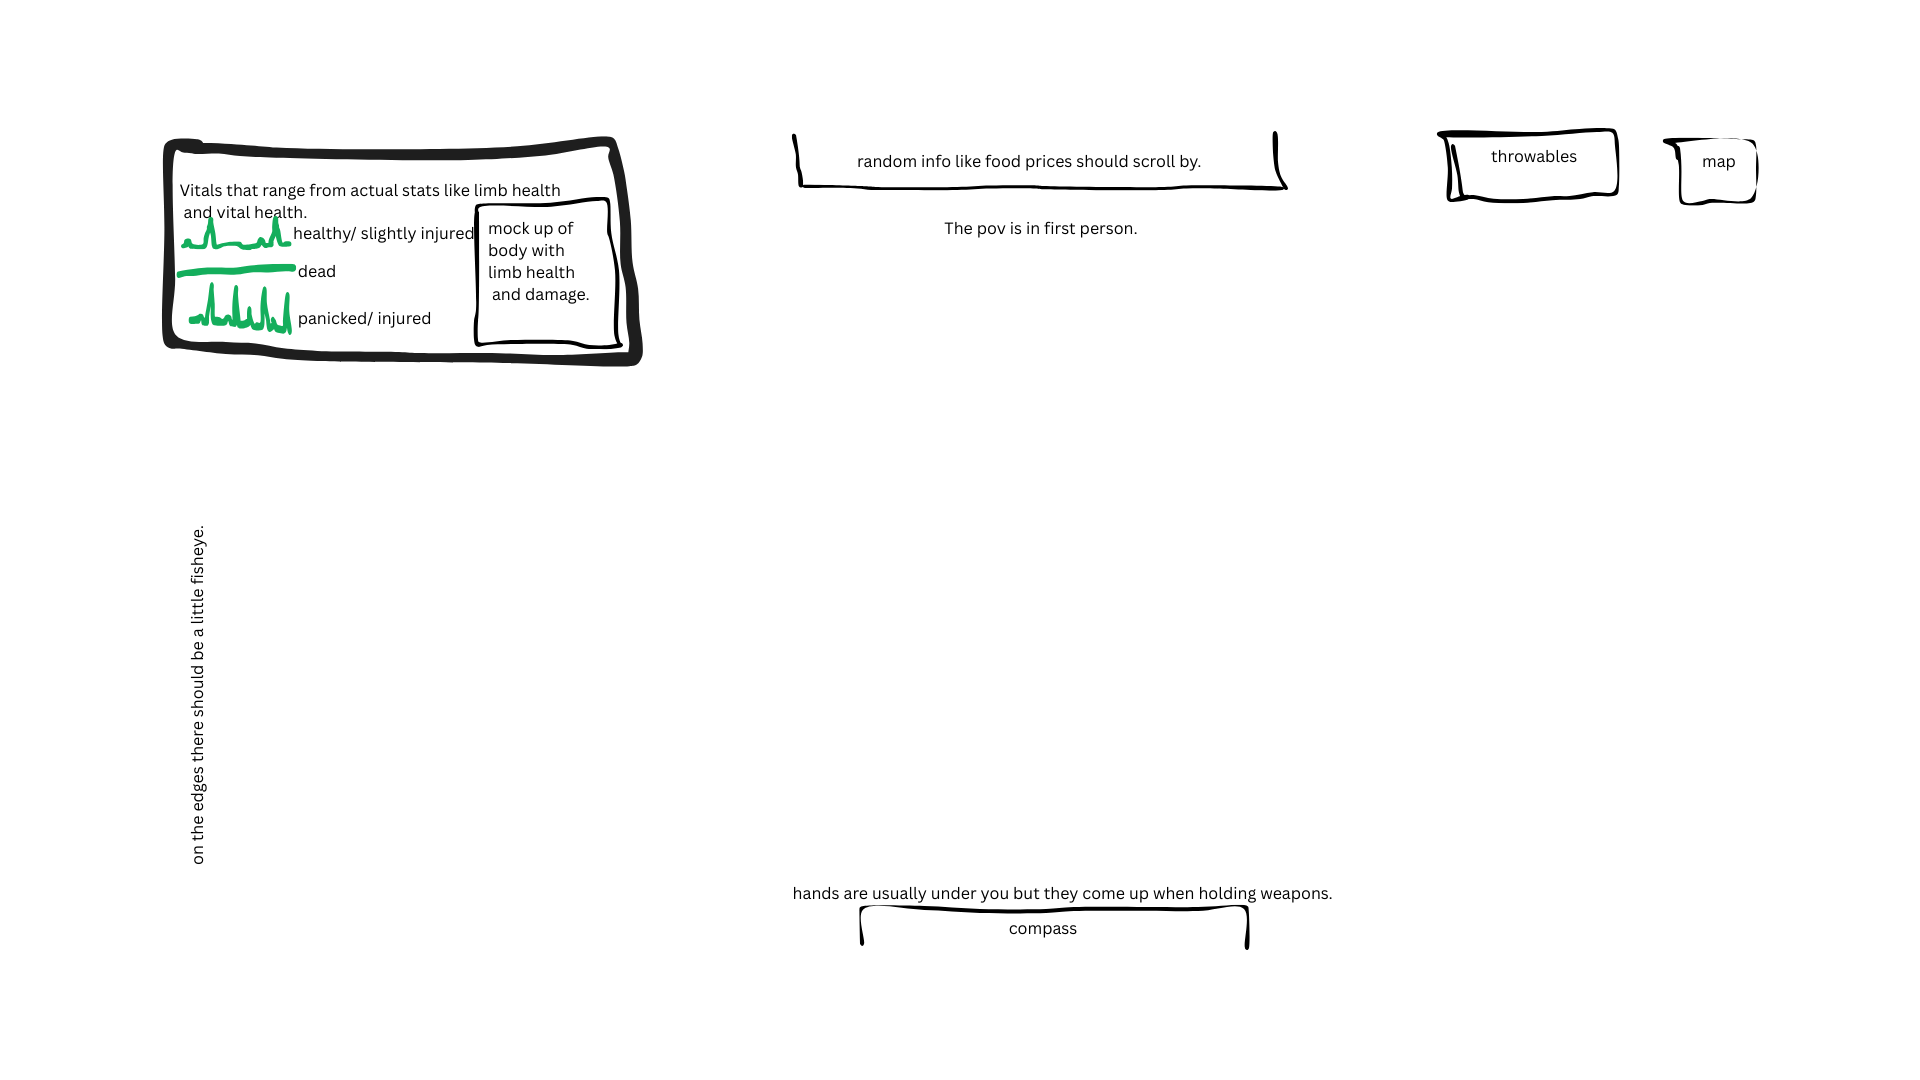 Vitals that range from actual stats like limb health
and vital health.
healthy/ slightly injured
dead
panicked/ injured
mock up of
body with
limb health
and damage.
random info like food prices should scroll by.
The pov is in first person.
throwables
map
on the edges there should be a little fisheye.
hands are usually under you but they come up when holding weapons.
compass